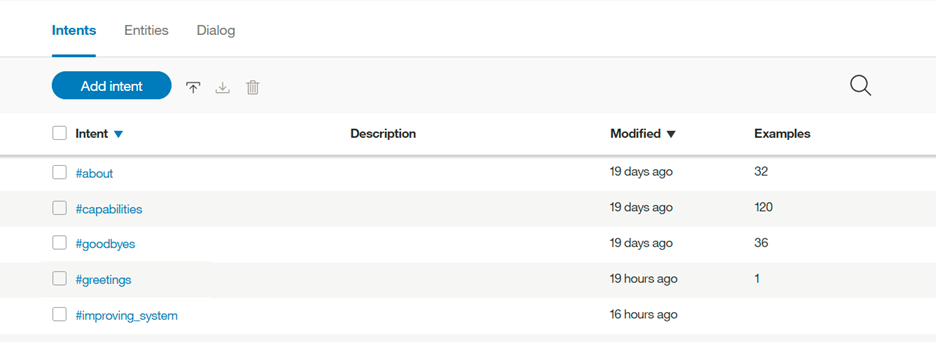 Intents Entities Dialog
Add intent
Intent Description Modified Examples
#about 19 days ago 32
#capabilities 19 days ago 120
#goodbyes 19 days ago 36
#greetings 19 hours ago 1
#improving_system 16 hours ago